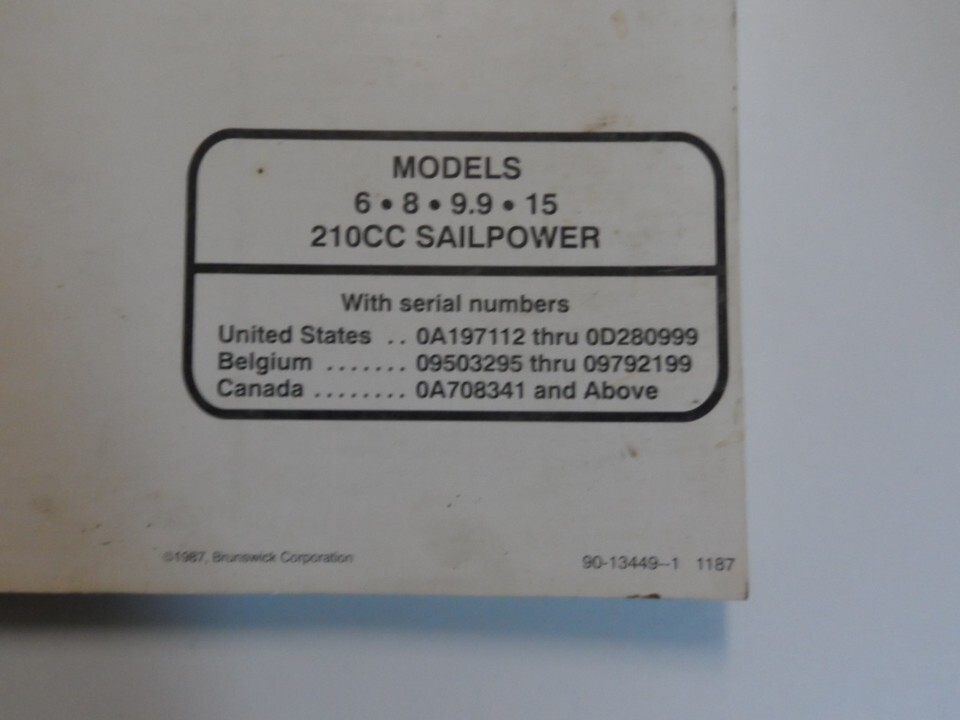 MODELS
6 • 8 • 9.9 • 15
210CC SAILPOWER
With serial numbers
United States .. 0A197112 thru 0D280999
Belgium ....... 09503295 thru 09792199
Canada ........ 0A708341 and Above
©1987, Brunswick Corporation
90-13449--1 1187